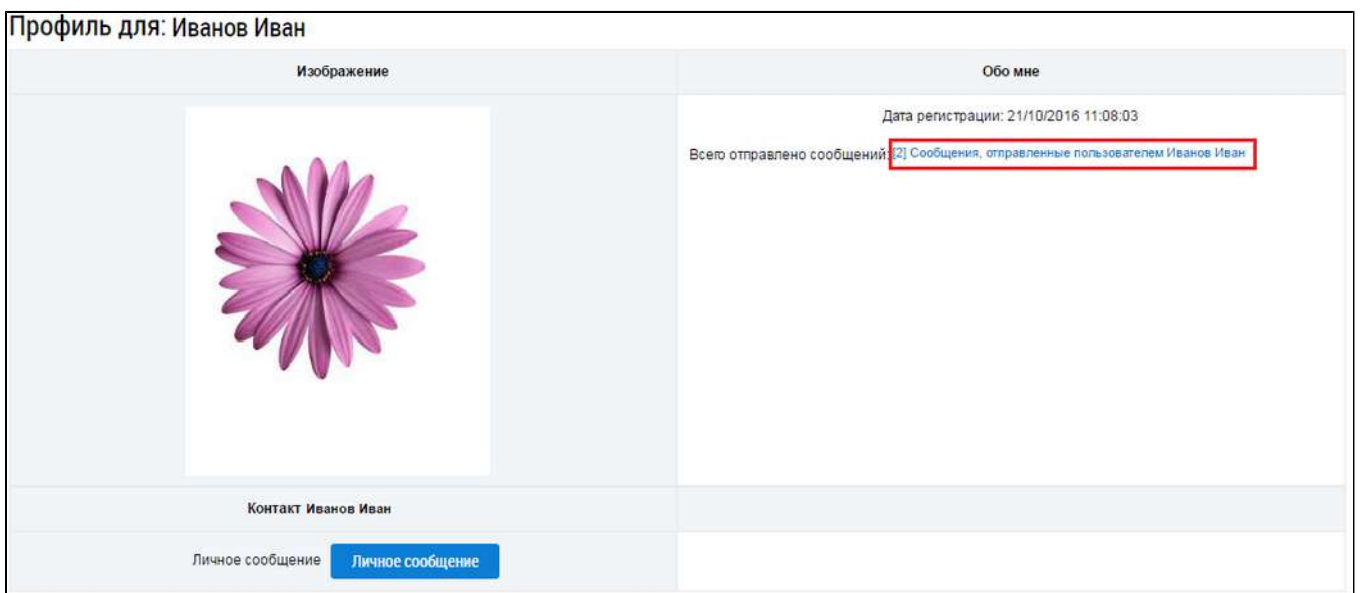 Профиль для: Иванов Иван
Изображение
Обо мне
Дата регистрации: 21/10/2016 11:08:03
Всего отправлено сообщений:[2] Сообщения, отправленные пользователем Иванов Иван
Контакт Иванов Иван
Личное сообщение Личное сообщение